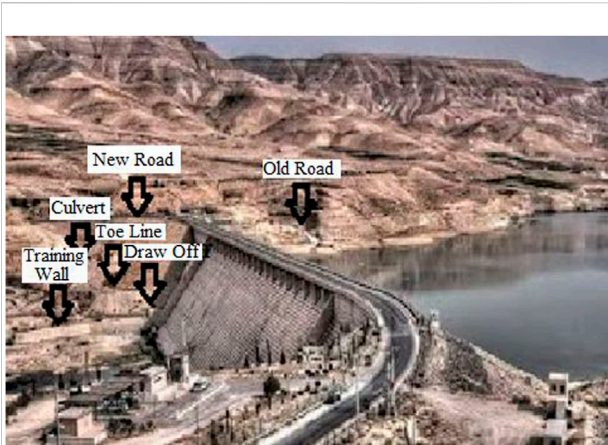 New Road
Old Road
Culvert
Toe Line
Draw Off
Training
Wall